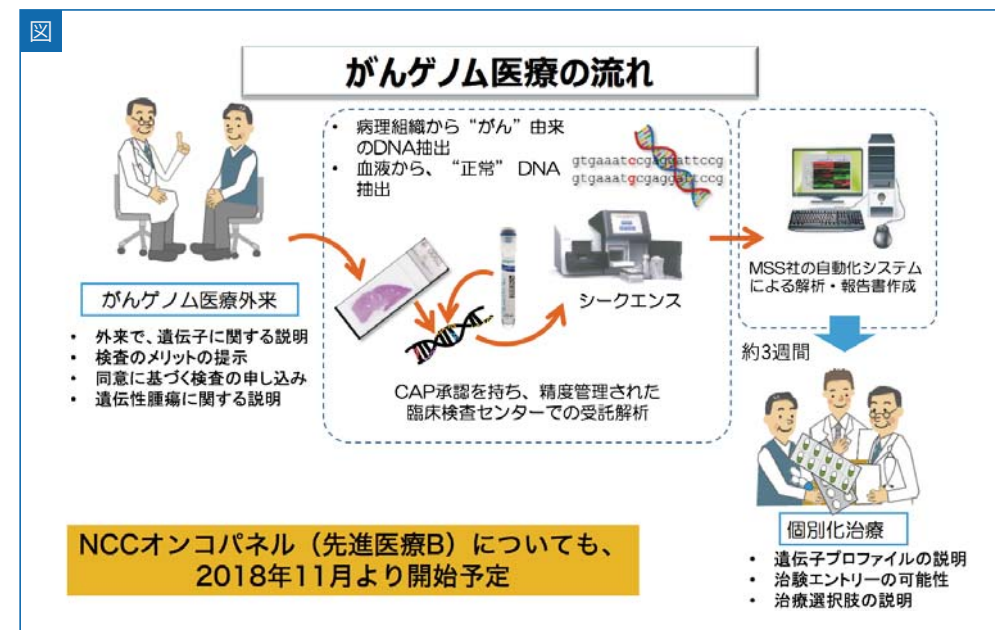 図
がんゲノム医療の流れ
・ 病理組織から“がん”由来
のDNA抽出
・ 血液から、“正常” DNA
抽出
gtgaaatccgaggattccg
gtgaaatgcgaggattccg
シークエンス
CAP承認を持ち、精度管理された
臨床検査センターでの受託解析
MSS社の自動化システム
による解析・報告書作成
がんゲノム医療外来
・ 外来で、遺伝子に関する説明
・ 検査のメリットの提示
・ 同意に基づく検査の申し込み
・ 遺伝性腫瘍に関する説明
約3週間
個別化治療
・ 遺伝子プロファイルの説明
・ 治験エントリーの可能性
・ 治療選択肢の説明
NCCオンコパネル（先進医療B）についても、
2018年11月より開始予定